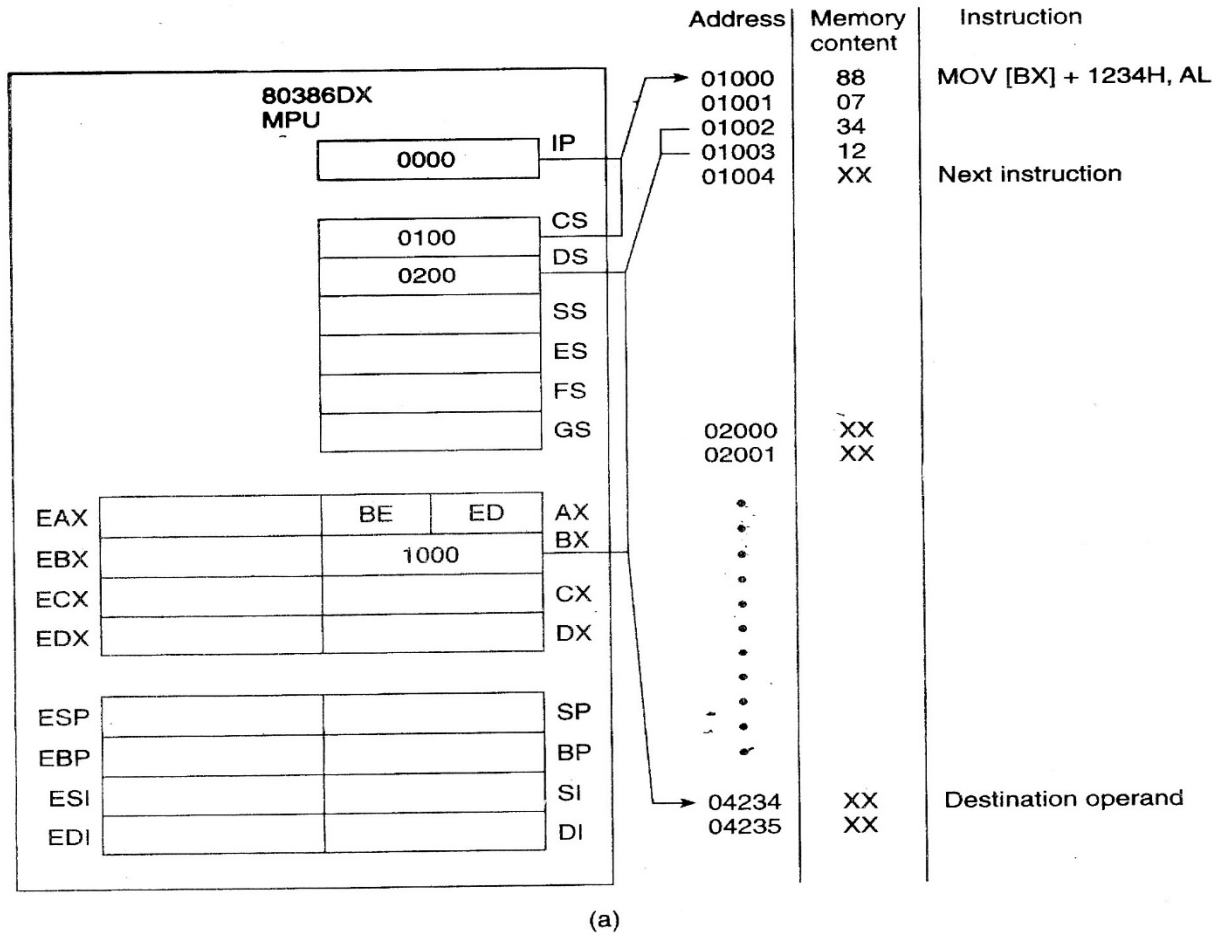 Address Memory content Instruction
80386DX
MPU
0000 IP
0100 CS
0200 DS
SS
ES
FS
GS
EAX BE ED AX
EBX 1000 BX
ECX CX
EDX DX
ESP SP
EBP BP
ESI SI
EDI DI
01000 88 MOV [BX] + 1234H, AL
01001 07
01002 34
01003 12
01004 XX Next instruction
02000 XX
02001 XX
04234 XX Destination operand
04235 XX
(a)